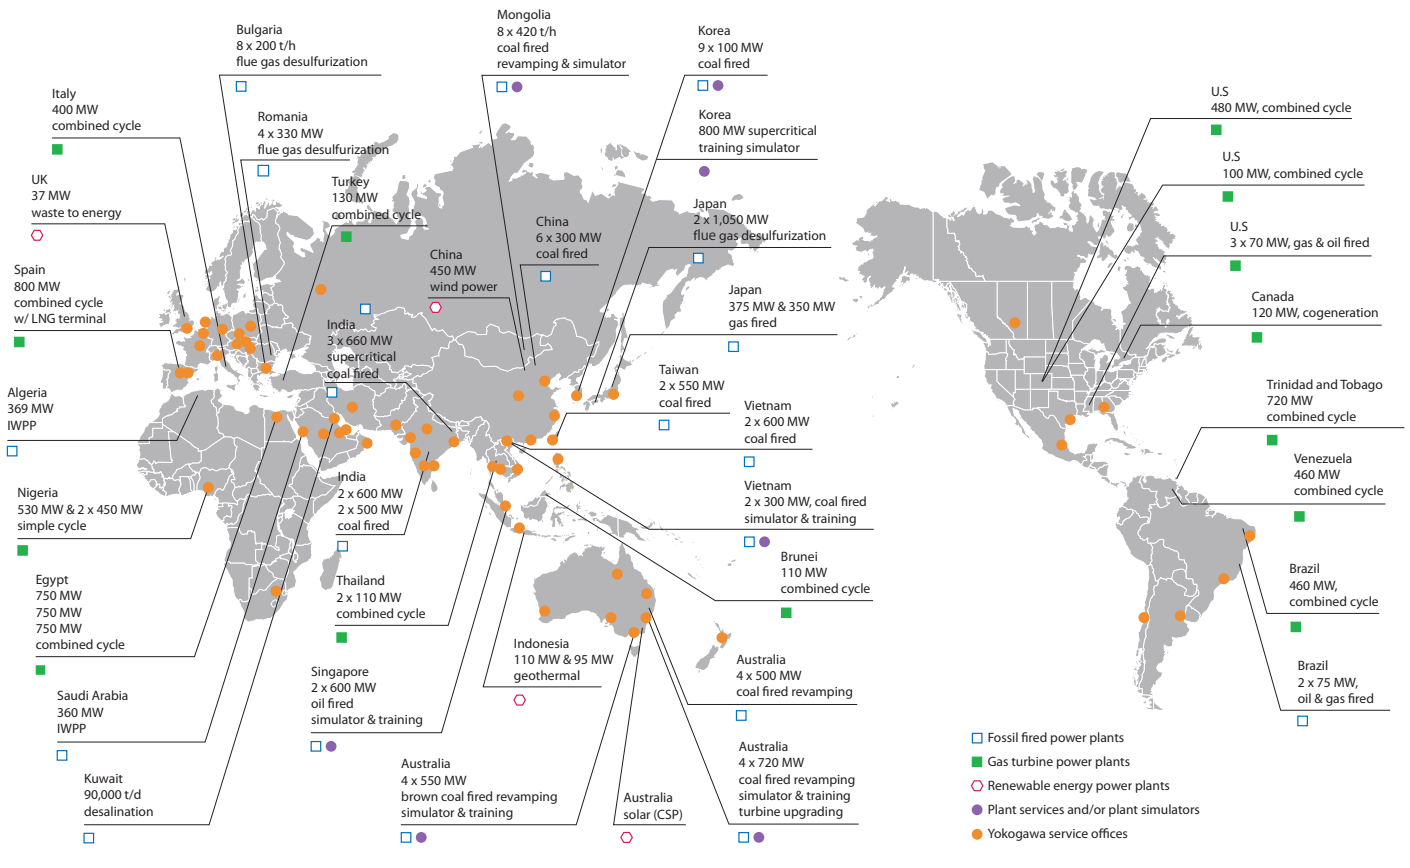 Bulgaria
8 x 200 t/h
flue gas desulfurization
Mongolia
8 x 420 t/h
coal fired
revamping & simulator
Korea
9 x 100 MW
coal fired
Italy
400 MW
combined cycle
Romania
4 x 330 MW
flue gas desulfurization
Korea
800 MW supercritical
training simulator
UK
37 MW
waste to energy
Turkey
130 MW
combined cycle
China
6 x 300 MW
coal fired
Japan
2 x 1,050 MW
flue gas desulfurization
Spain
800 MW
combined cycle
w/ LNG terminal
China
450 MW
wind power
Japan
375 MW & 350 MW
gas fired
India
3 x 660 MW
supercritical
coal fired
Taiwan
2 x 550 MW
coal fired
Algeria
369 MW
IWPP
Vietnam
2 x 600 MW
coal fired
Nigeria
530 MW & 2 x 450 MW
simple cycle
India
2 x 600 MW
2 x 500 MW
coal fired
Vietnam
2 x 300 MW, coal fired
simulator & training
Egypt
750 MW
750 MW
750 MW
combined cycle
Thailand
2 x 110 MW
combined cycle
Brunei
110 MW
combined cycle
Saudi Arabia
360 MW
IWPP
Singapore
2 x 600 MW
oil fired
simulator & training
Indonesia
110 MW & 95 MW
geothermal
Australia
4 x 500 MW
coal fired revamping
Kuwait
90,000 t/d
desalination
Australia
4 x 550 MW
brown coal fired revamping
simulator & training
Australia
solar (CSP)
Australia
4 x 720 MW
coal fired revamping
simulator & training
turbine upgrading
U.S
480 MW, combined cycle
U.S
100 MW, combined cycle
U.S
3 x 70 MW, gas & oil fired
Canada
120 MW, cogeneration
Trinidad and Tobago
720 MW
combined cycle
Venezuela
460 MW
combined cycle
Brazil
460 MW,
combined cycle
Brazil
2 x 75 MW,
oil & gas fired
Fossil fired power plants
Gas turbine power plants
Renewable energy power plants
Plant services and/or plant simulators
Yokogawa service offices